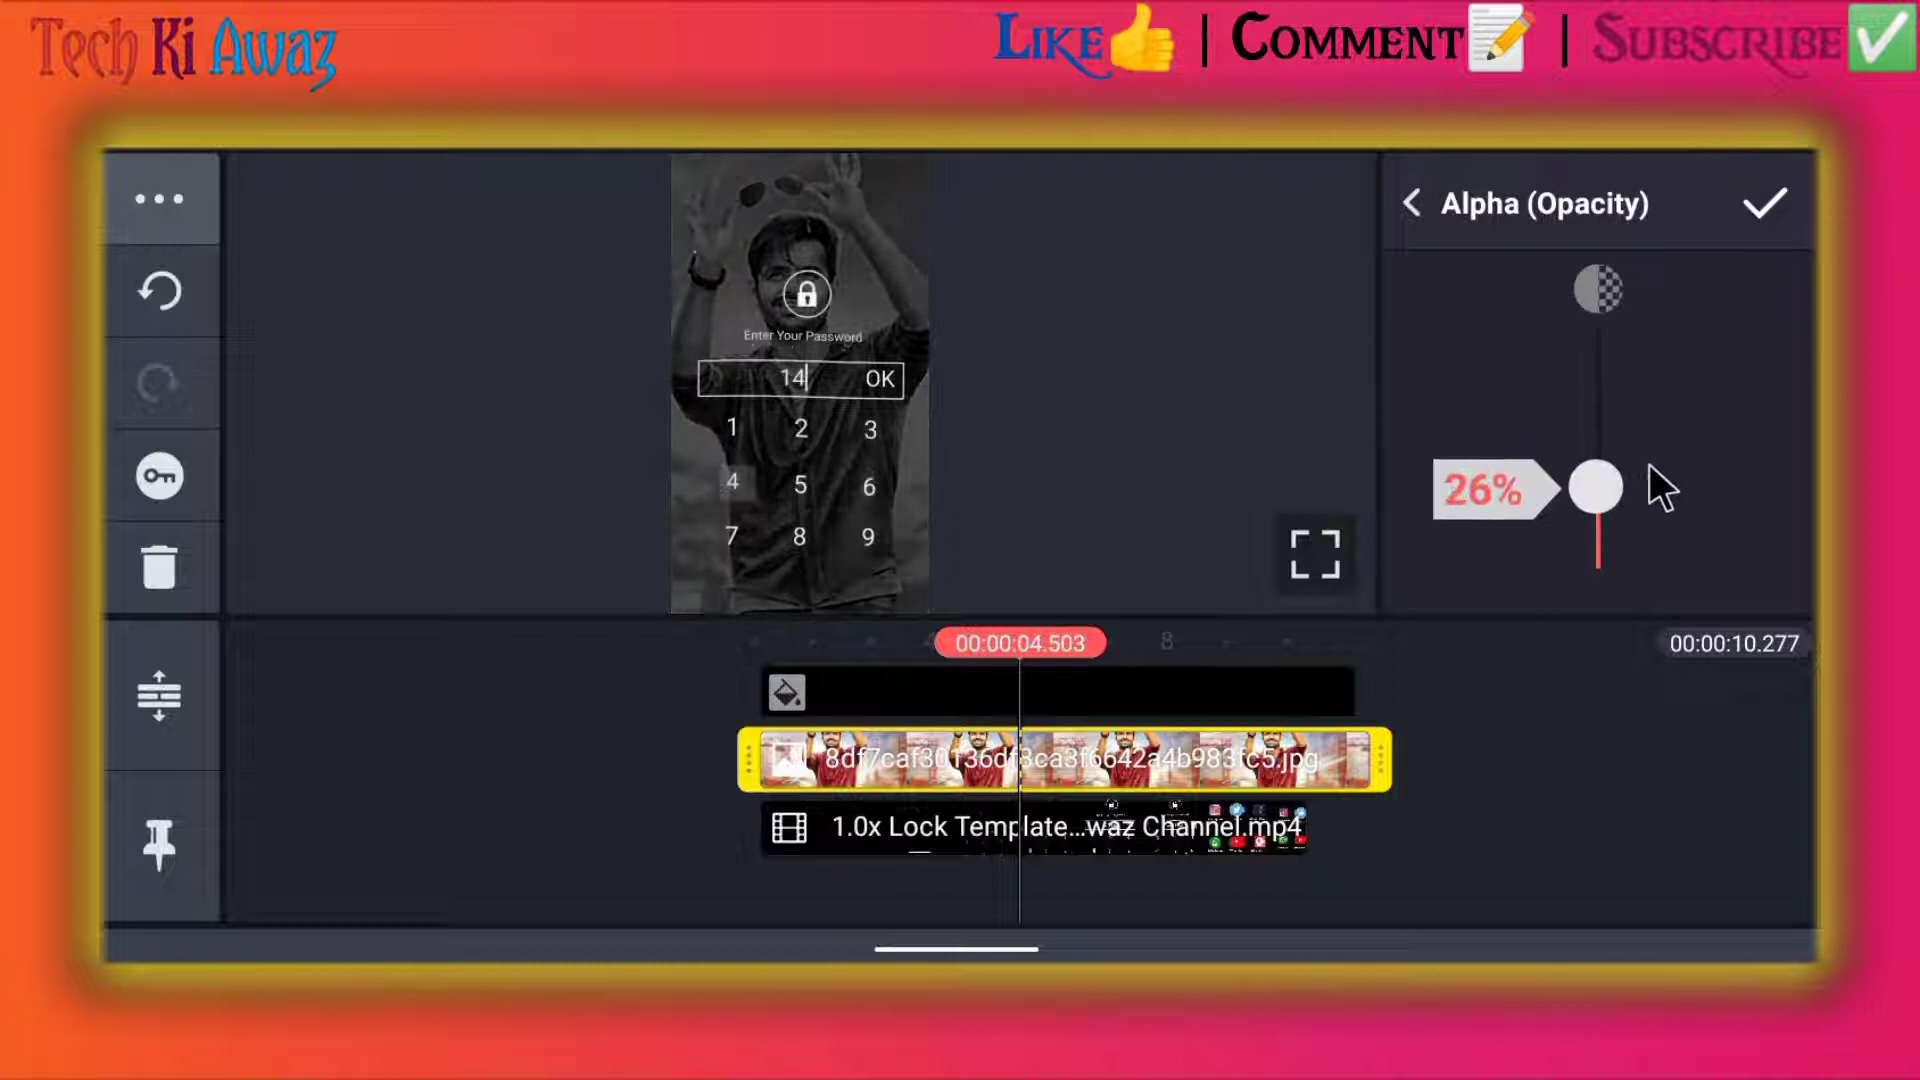 Tech Ki Awaz
Like | Comment | Subscribe
Alpha (Opacity)
Enter Your Password
14 OK
1 2 3
4 5 6
7 8 9
26%
00:00:04.503
8
00:00:10.277
8df7caf30136df3ca3f6642a4b983fc5.jpg
1.0x Lock Template...waz Channel.mp4